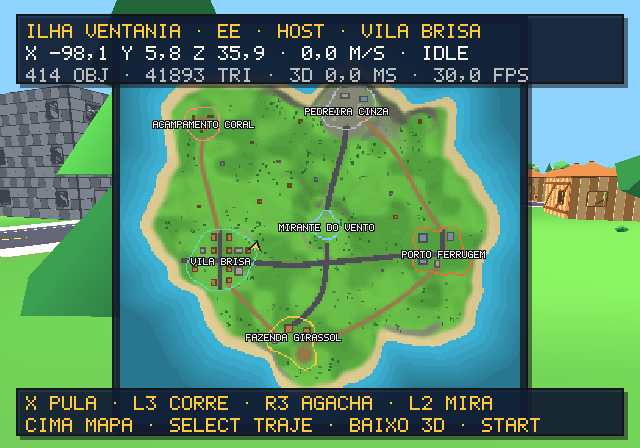 ILHA VENTANIA · EE · HOST · VILA BRISA
X -98,1 Y 5,8 Z 35,9 · 0,0 M/S · IDLE
414 OBJ · 41893 TRI · 3D 0,0 MS · 30,0 FPS
PEDREIRA CINZA
ACAMPAMENTO CORAL
MIRANTE DO VENTO
PORTO FERRUGEM
VILA BRISA
FAZENDA GIRASSOL
X PULA · L3 CORRE · R3 AGACHA · L2 MIRA
CIMA MAPA · SELECT TRAJE · BAIXO 3D · START